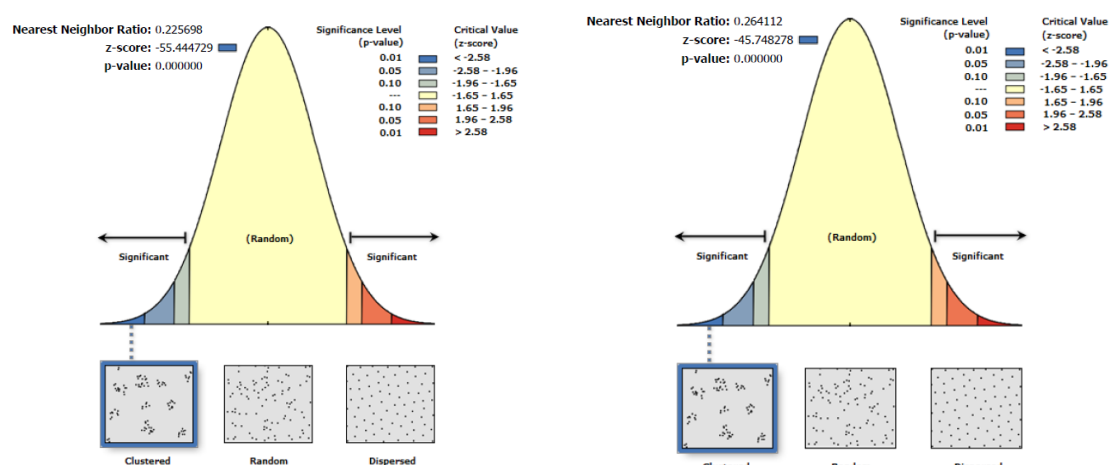 Nearest Neighbor Ratio: 0.225698
z-score: -55.444729
p-value: 0.000000
Significance Level
(p-value)
Critical Value
(z-score)
0.01 < -2.58
0.05 -2.58 – -1.96
0.10 -1.96 – -1.65
--- -1.65 – 1.65
0.10 1.65 – 1.96
0.05 1.96 – 2.58
0.01 > 2.58
(Random)
Significant
Significant
Clustered
Random
Dispersed
Nearest Neighbor Ratio: 0.264112
z-score: -45.748278
p-value: 0.000000
Significance Level
(p-value)
Critical Value
(z-score)
0.01 < -2.58
0.05 -2.58 – -1.96
0.10 -1.96 – -1.65
--- -1.65 – 1.65
0.10 1.65 – 1.96
0.05 1.96 – 2.58
0.01 > 2.58
(Random)
Significant
Significant
Clustered
Random
Dispersed